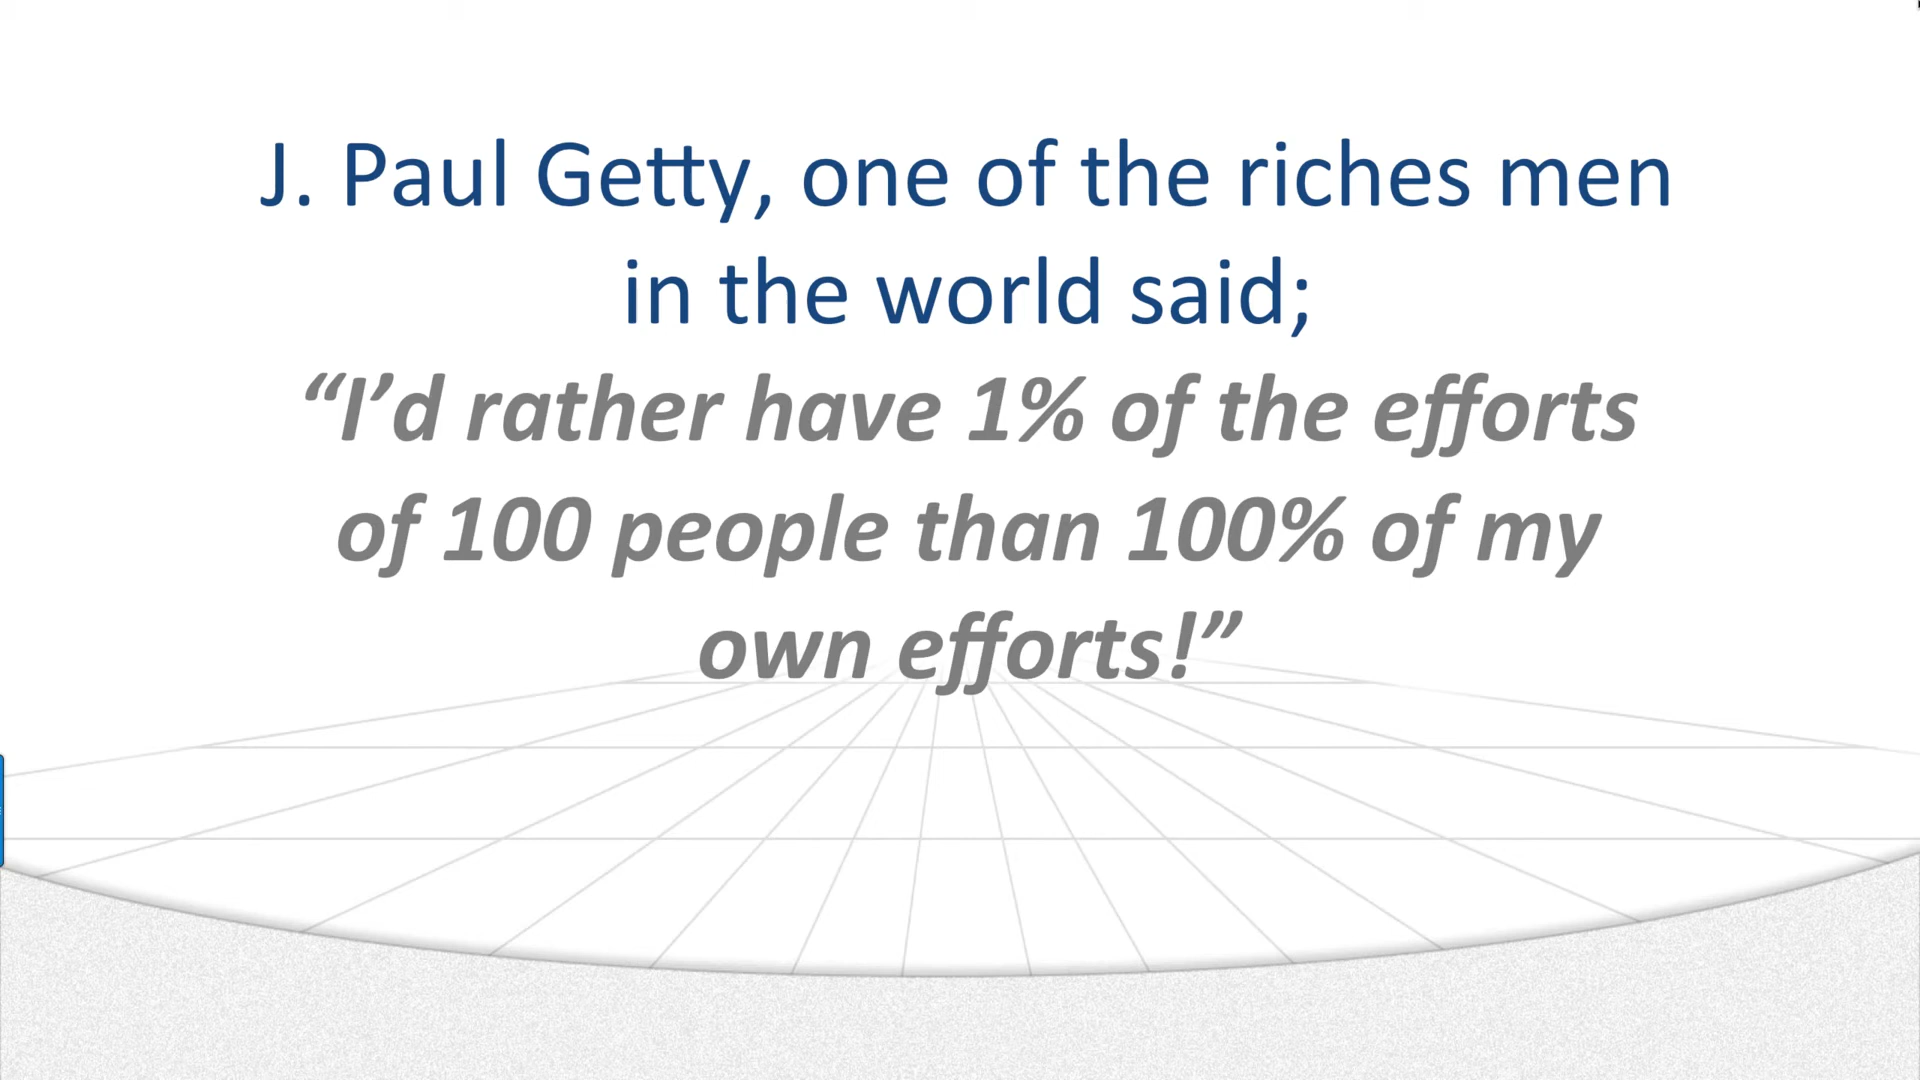 J. Paul Getty, one of the riches men
in the world said;
“I’d rather have 1% of the efforts
of 100 people than 100% of my
own efforts!”